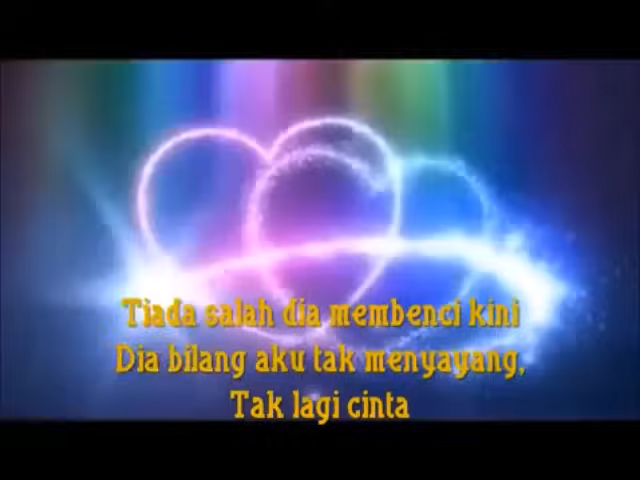 Tiada salah dia membenci kini
Dia bilang aku tak menyayang,
Tak lagi cinta